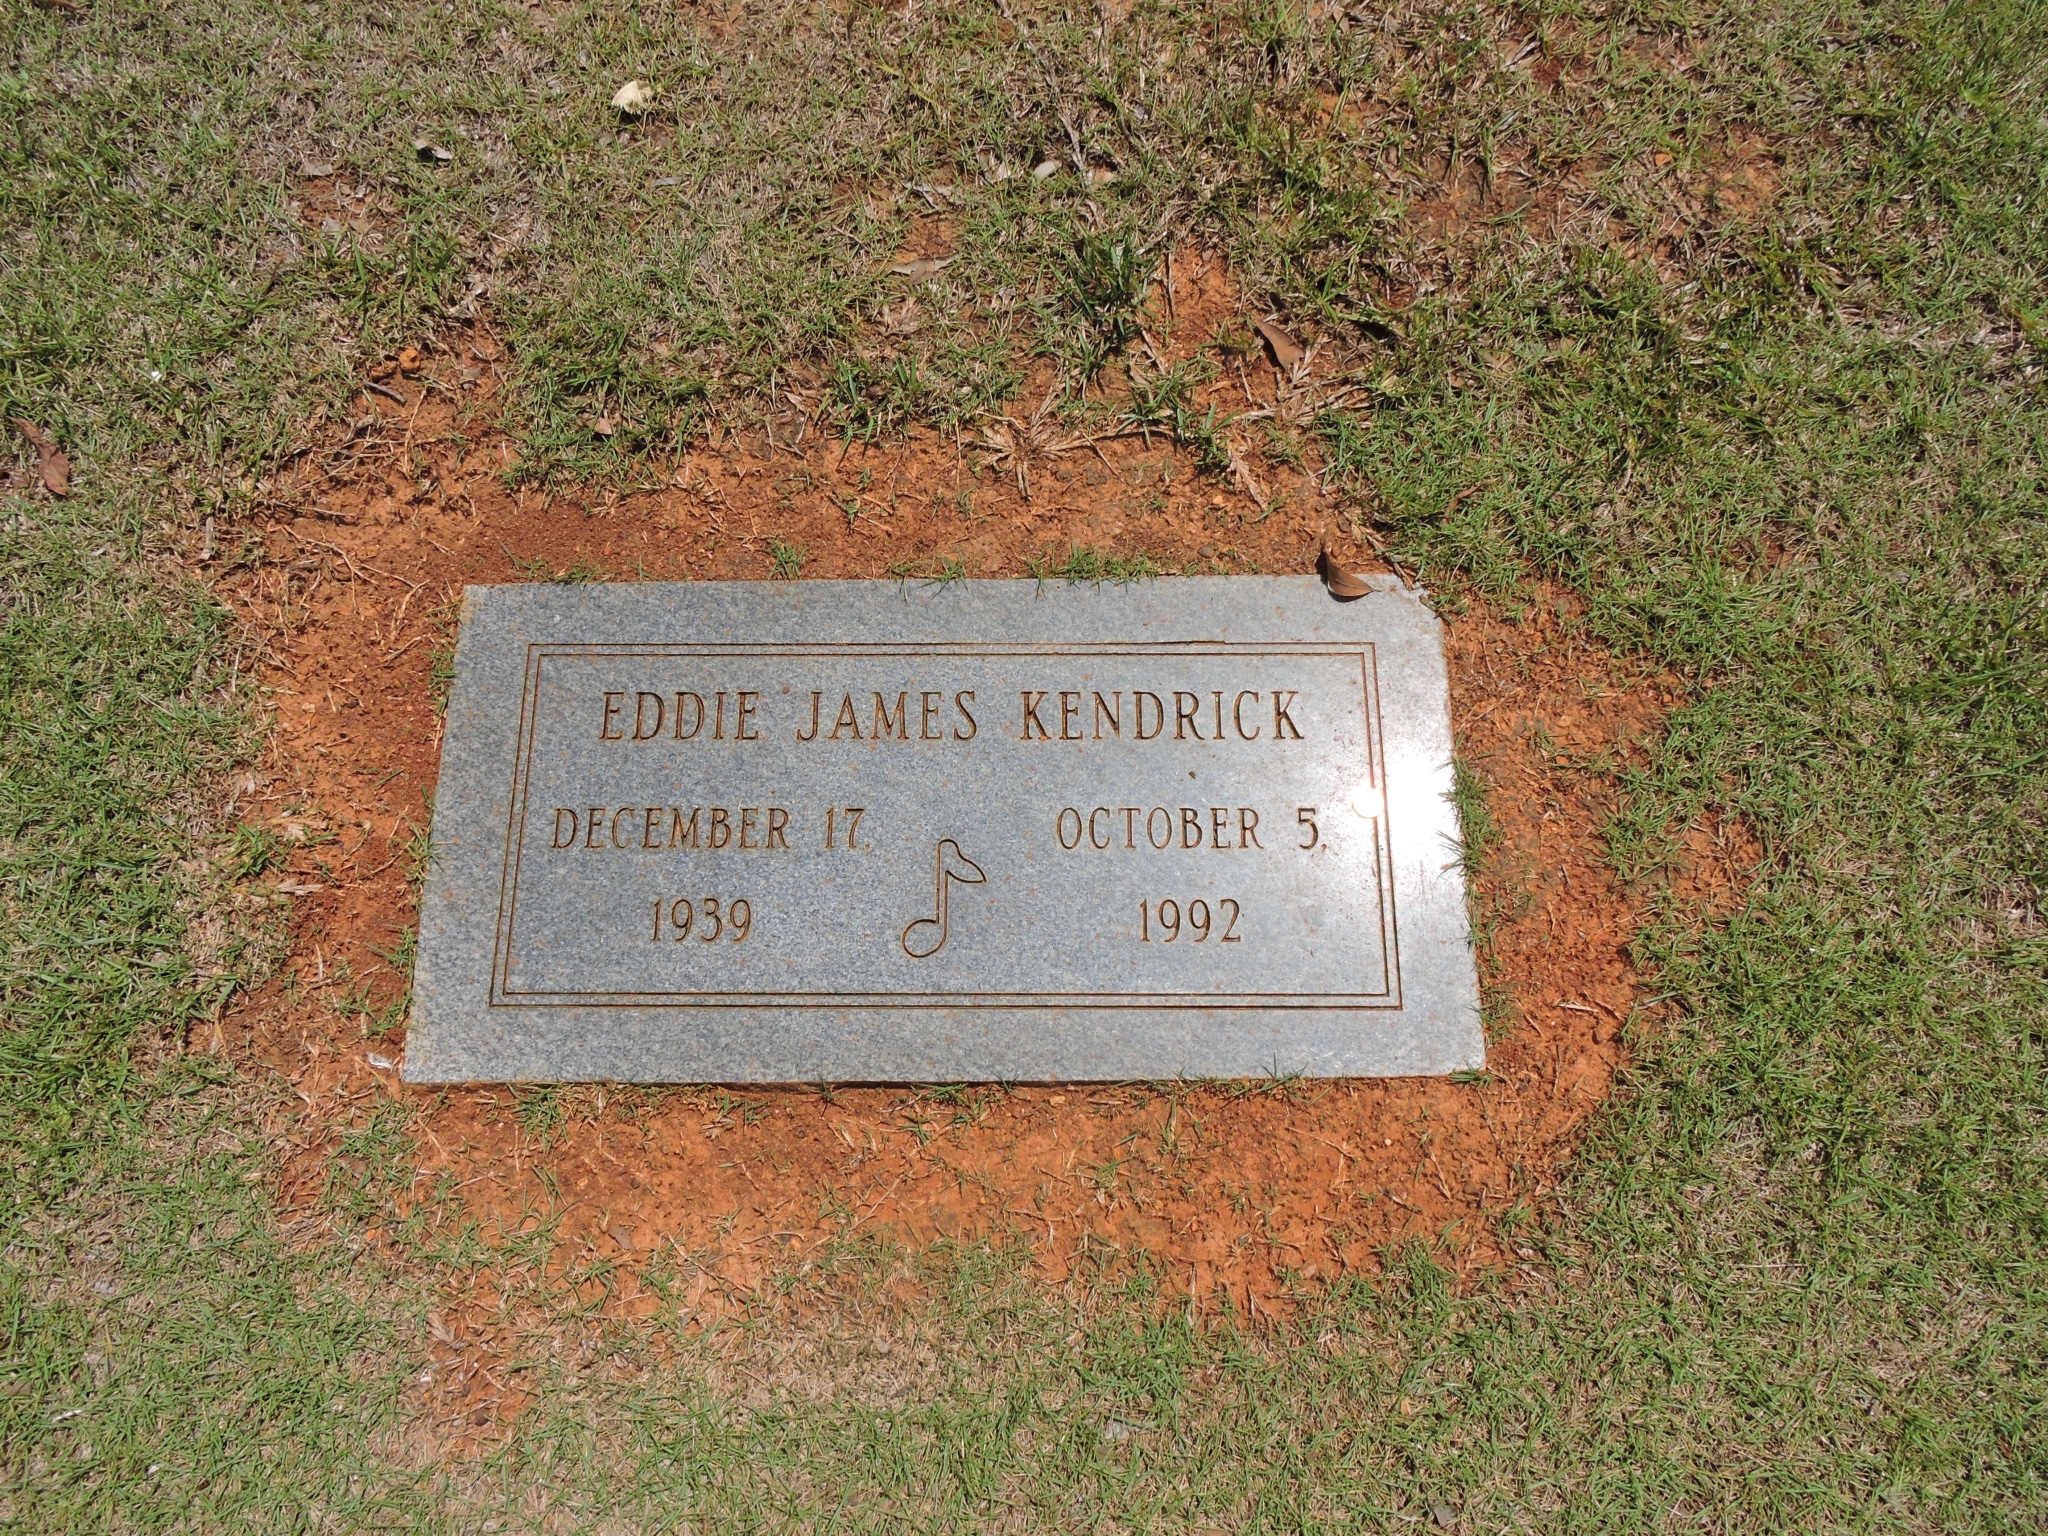 EDDIE JAMES KENDRICK
DECEMBER 17, OCTOBER 5,
1939 1992